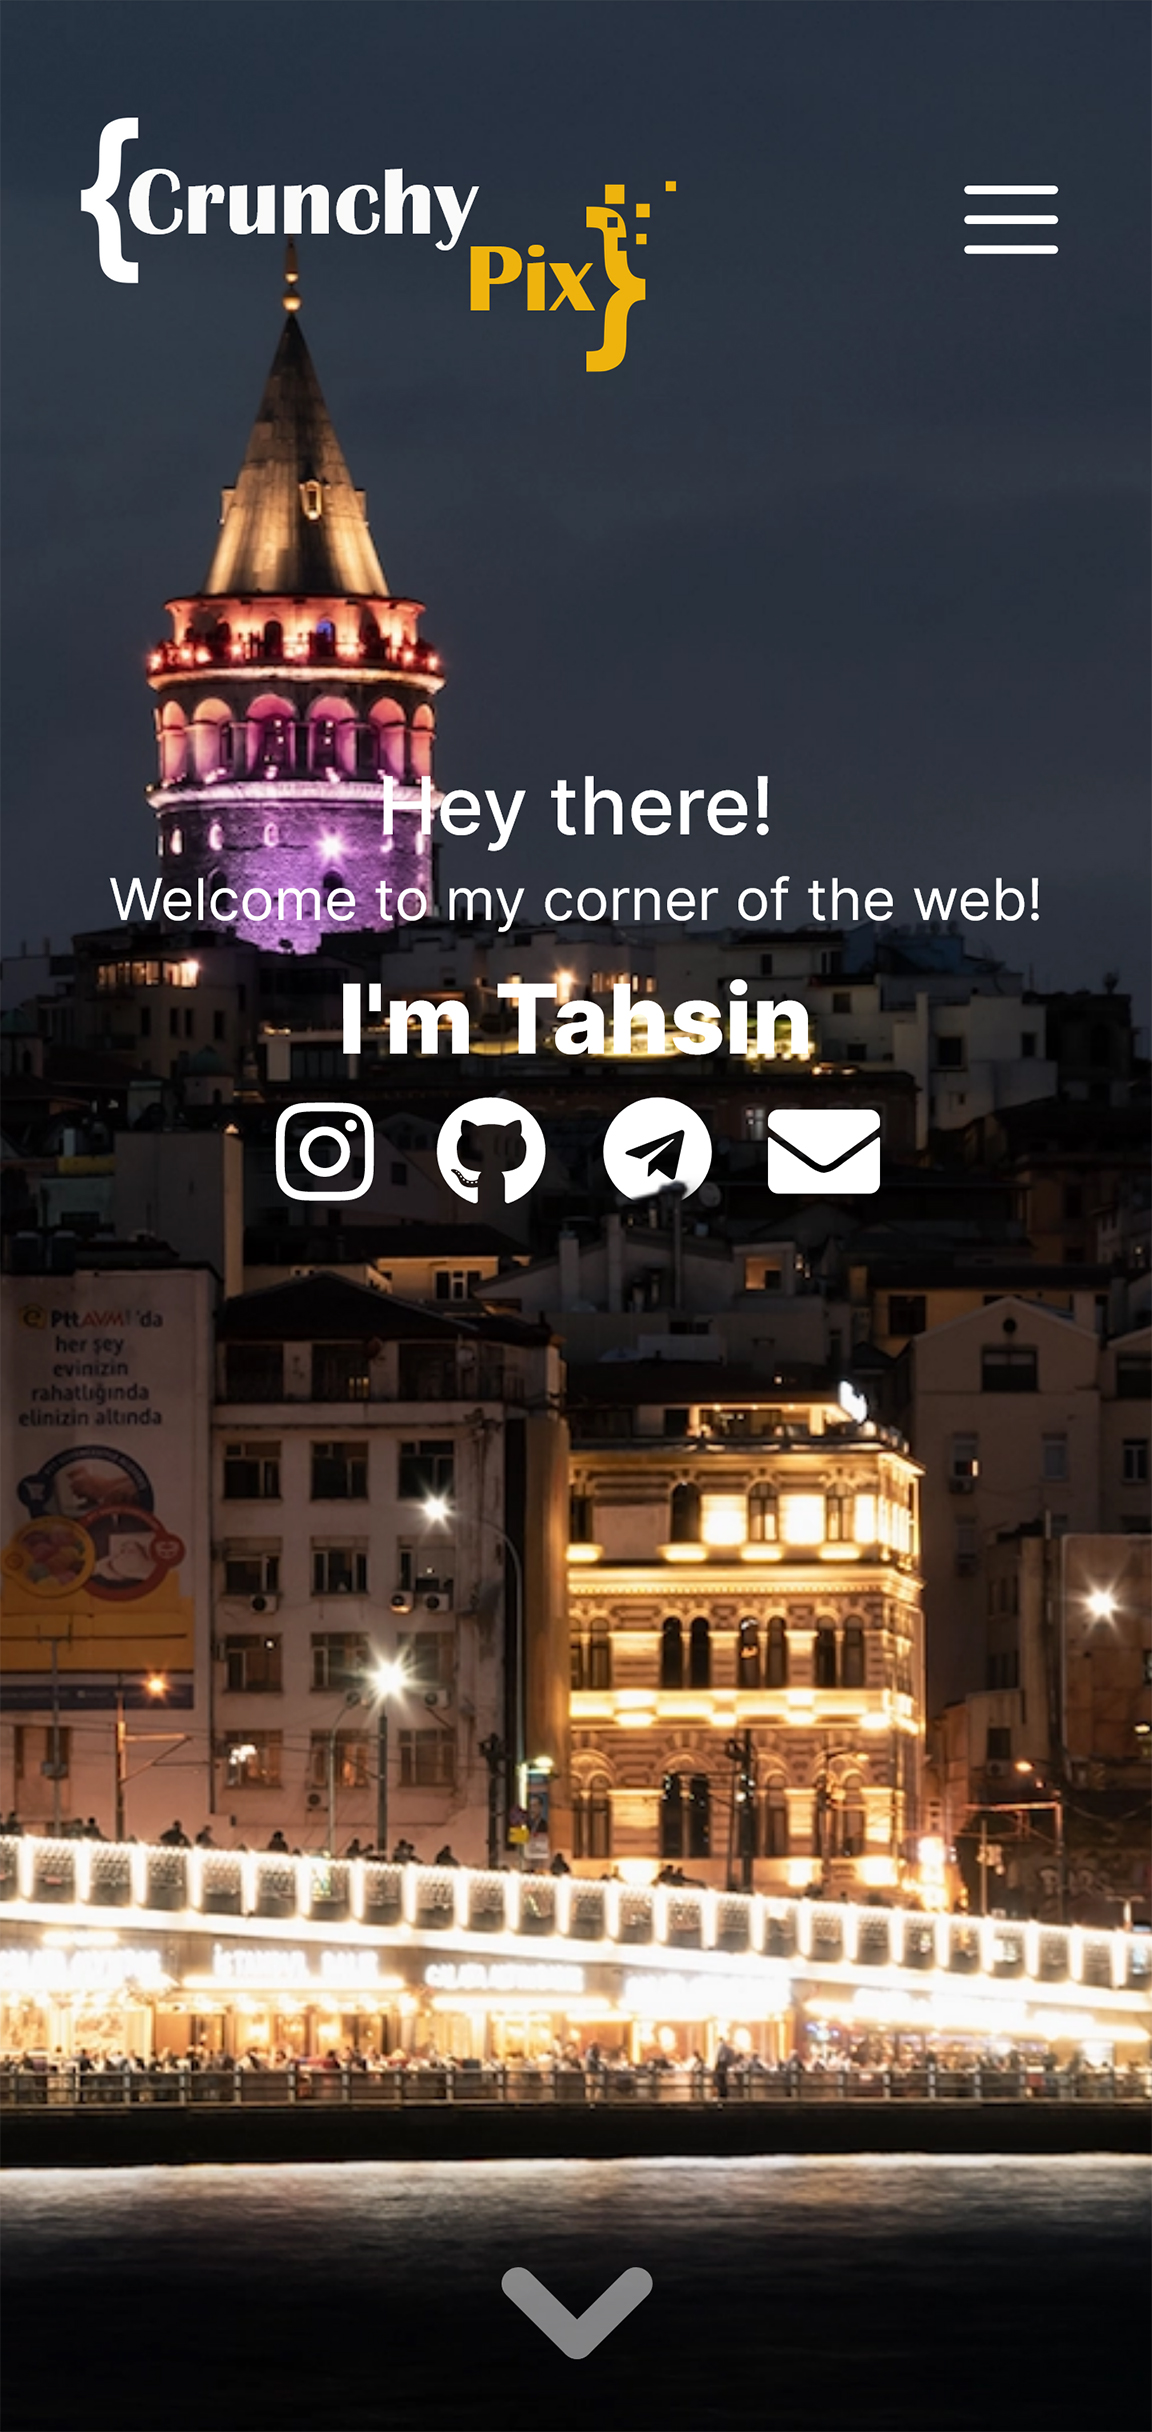 {Crunchy
Pix}
Hey there!
Welcome to my corner of the web!
I'm Tahsin
PttAVM 'da
her şey
evinizin
rahatlığında
elinizin altında